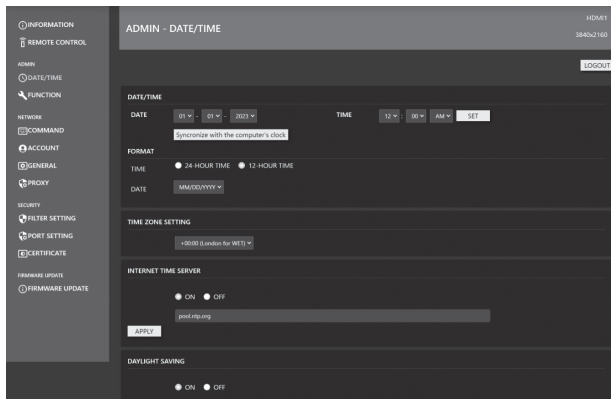 INFORMATION
REMOTE CONTROL
ADMIN
DATE/TIME
FUNCTION
NETWORK
COMMAND
ACCOUNT
GENERAL
PROXY
SECURITY
FILTER SETTING
PORT SETTING
CERTIFICATE
FIRMWARE UPDATE
FIRMWARE UPDATE
ADMIN - DATE/TIME
HDMI1
3840x2160
LOGOUT
DATE/TIME
DATE 01 - 01 - 2023 TIME 12 : 00 AM SET
Syncronize with the computer's clock
FORMAT
TIME 24-HOUR TIME 12-HOUR TIME
DATE MM/DD/YYYY
TIME ZONE SETTING
+00:00 (London for WET)
INTERNET TIME SERVER
ON OFF
pool.ntp.org
APPLY
DAYLIGHT SAVING
ON OFF